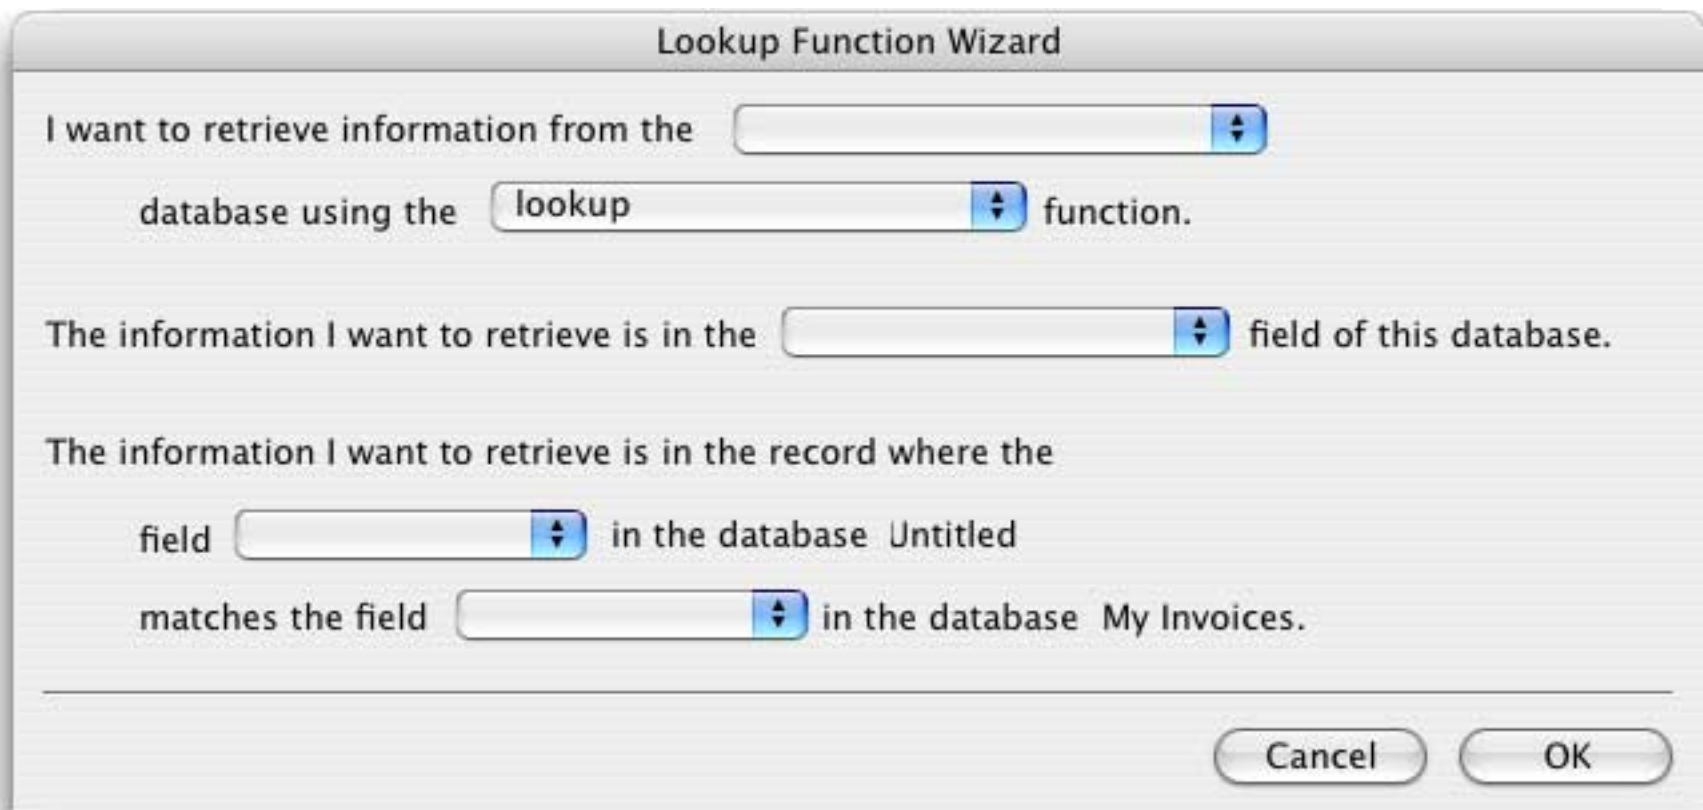 Lookup Function Wizard
I want to retrieve information from the
database using the lookup function.
The information I want to retrieve is in the field of this database.
The information I want to retrieve is in the record where the
field in the database Untitled
matches the field in the database My Invoices.
Cancel OK